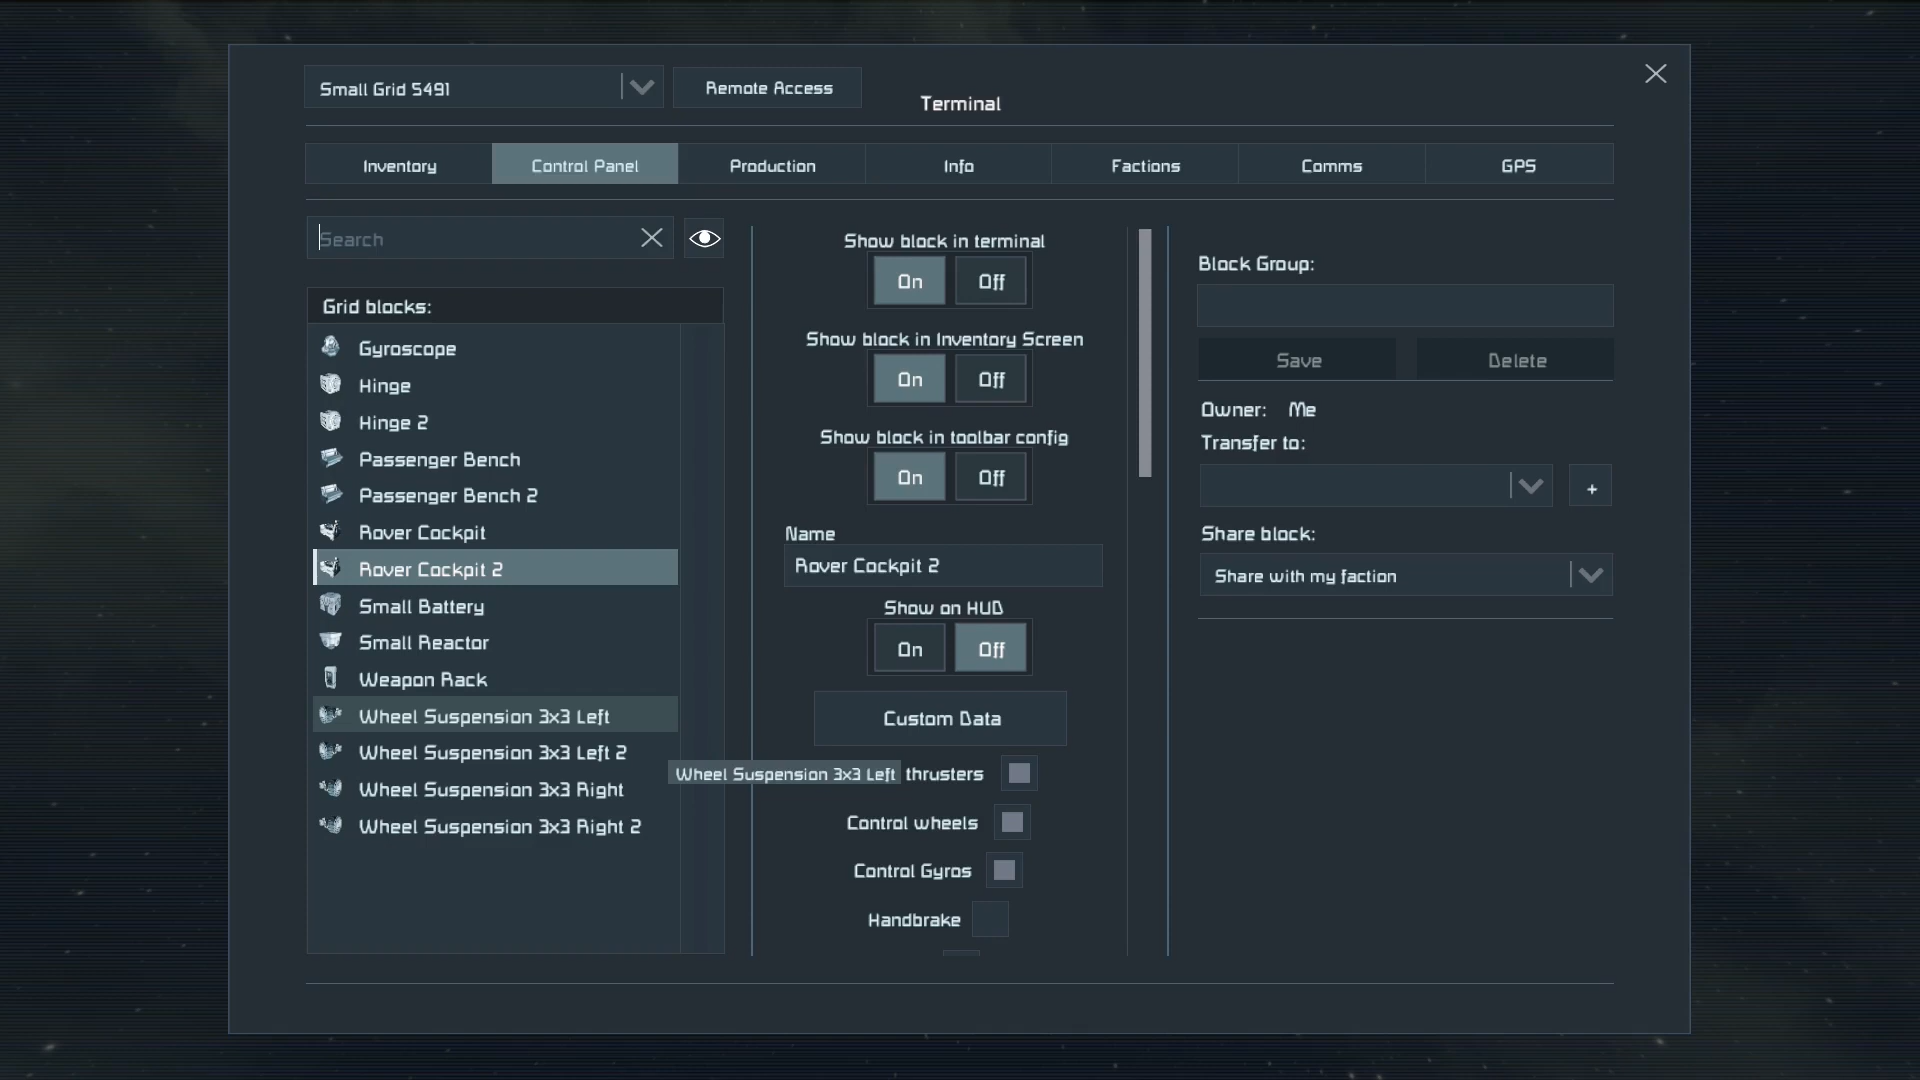 Small Grid 5491
Remote Access
Terminal
Inventory
Control Panel
Production
Info
Factions
Comms
GPS
Search
Grid blocks:
Gyroscope
Hinge
Hinge 2
Passenger Bench
Passenger Bench 2
Rover Cockpit
Rover Cockpit 2
Small Battery
Small Reactor
Weapon Rack
Wheel Suspension 3x3 Left
Wheel Suspension 3x3 Left 2
Wheel Suspension 3x3 Right
Wheel Suspension 3x3 Right 2
Show block in terminal
On Off
Show block in Inventory Screen
On Off
Show block in toolbar config
On Off
Name
Rover Cockpit 2
Show on HUD
On Off
Custom Data
Wheel Suspension 3x3 Left thrusters
Control wheels
Control Gyros
Handbrake
Block Group:
Save Delete
Owner: Me
Transfer to:
+
Share block:
Share with my faction